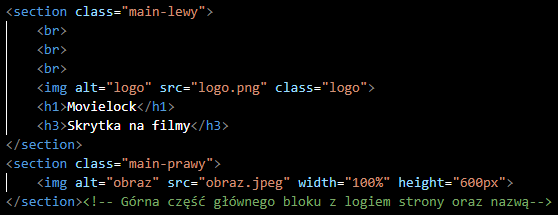 <section class="main-lewy">
<br>
<br>
<br>
<img alt="logo" src="logo.png" class="logo">
<h1>Movielock</h1>
<h3>Skrytka na filmy</h3>
</section>
<section class="main-prawy">
<img alt="obraz" src="obraz.jpeg" width="100%" height="600px">
</section><!-- Górna część głównego bloku z logiem strony oraz nazwą-->